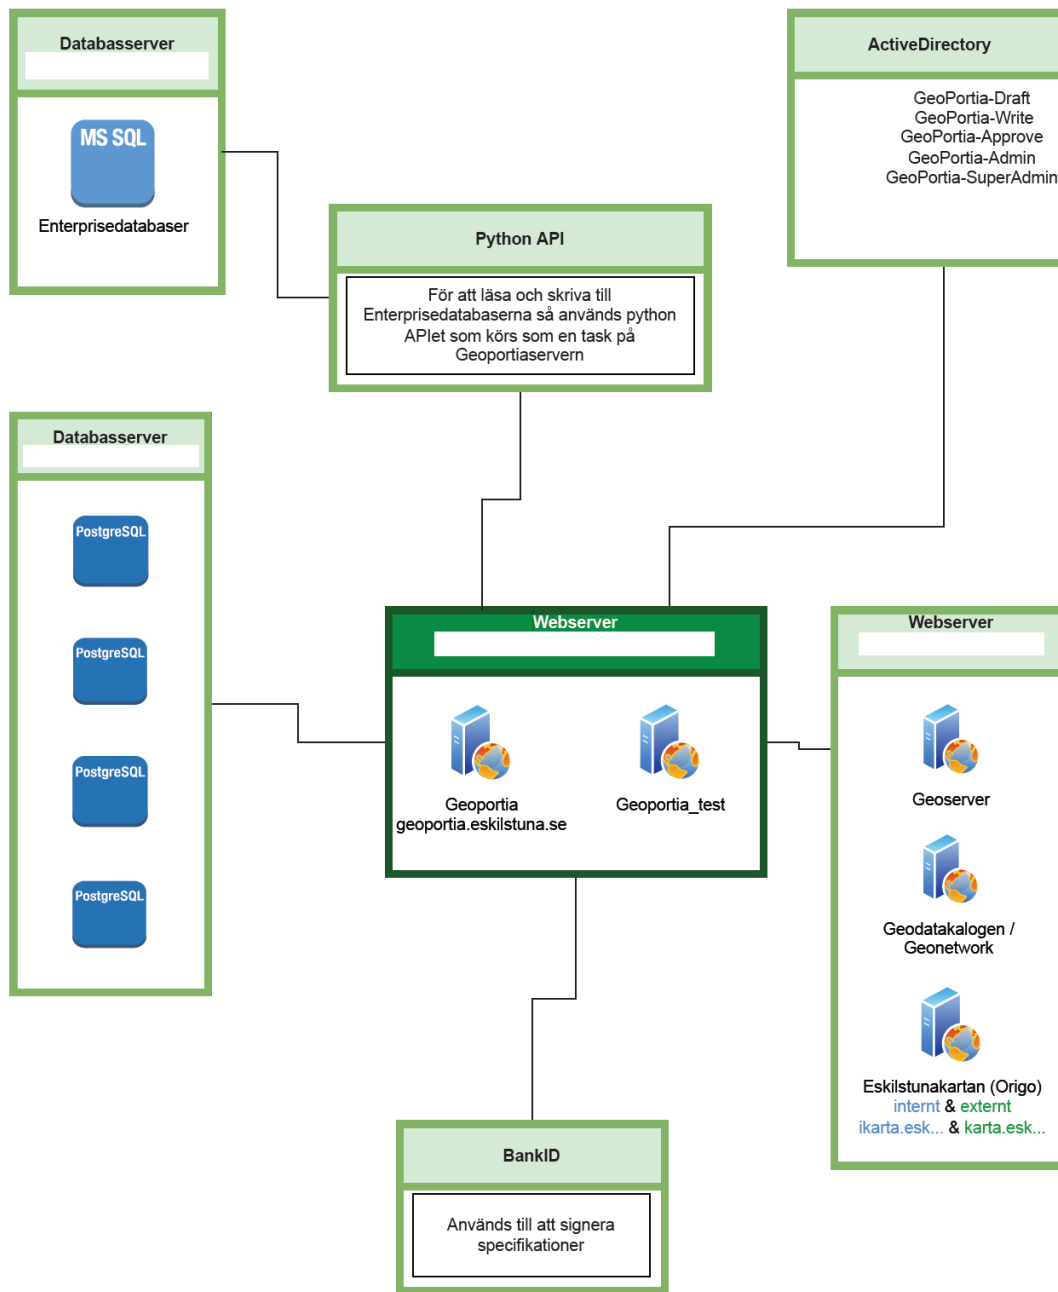 Databasserver
MS SQL
Enterprisedatabaser
ActiveDirectory
GeoPortia-Draft
GeoPortia-Write
GeoPortia-Approve
GeoPortia-Admin
GeoPortia-SuperAdmin
Python API
För att läsa och skriva till
Enterprisedatabaserna så används python
APIet som körs som en task på
Geoportiaservern
Databasserver
PostgreSQL
PostgreSQL
PostgreSQL
PostgreSQL
Webserver
Geoportia
geoportia.eskilstuna.se
Geoportia_test
Webserver
Geoserver
Geodatakalogen /
Geonetwork
Eskilstunakartan (Origo)
internt & externt
ikarta.esk... & karta.esk...
BankID
Används till att signera
specifikationer